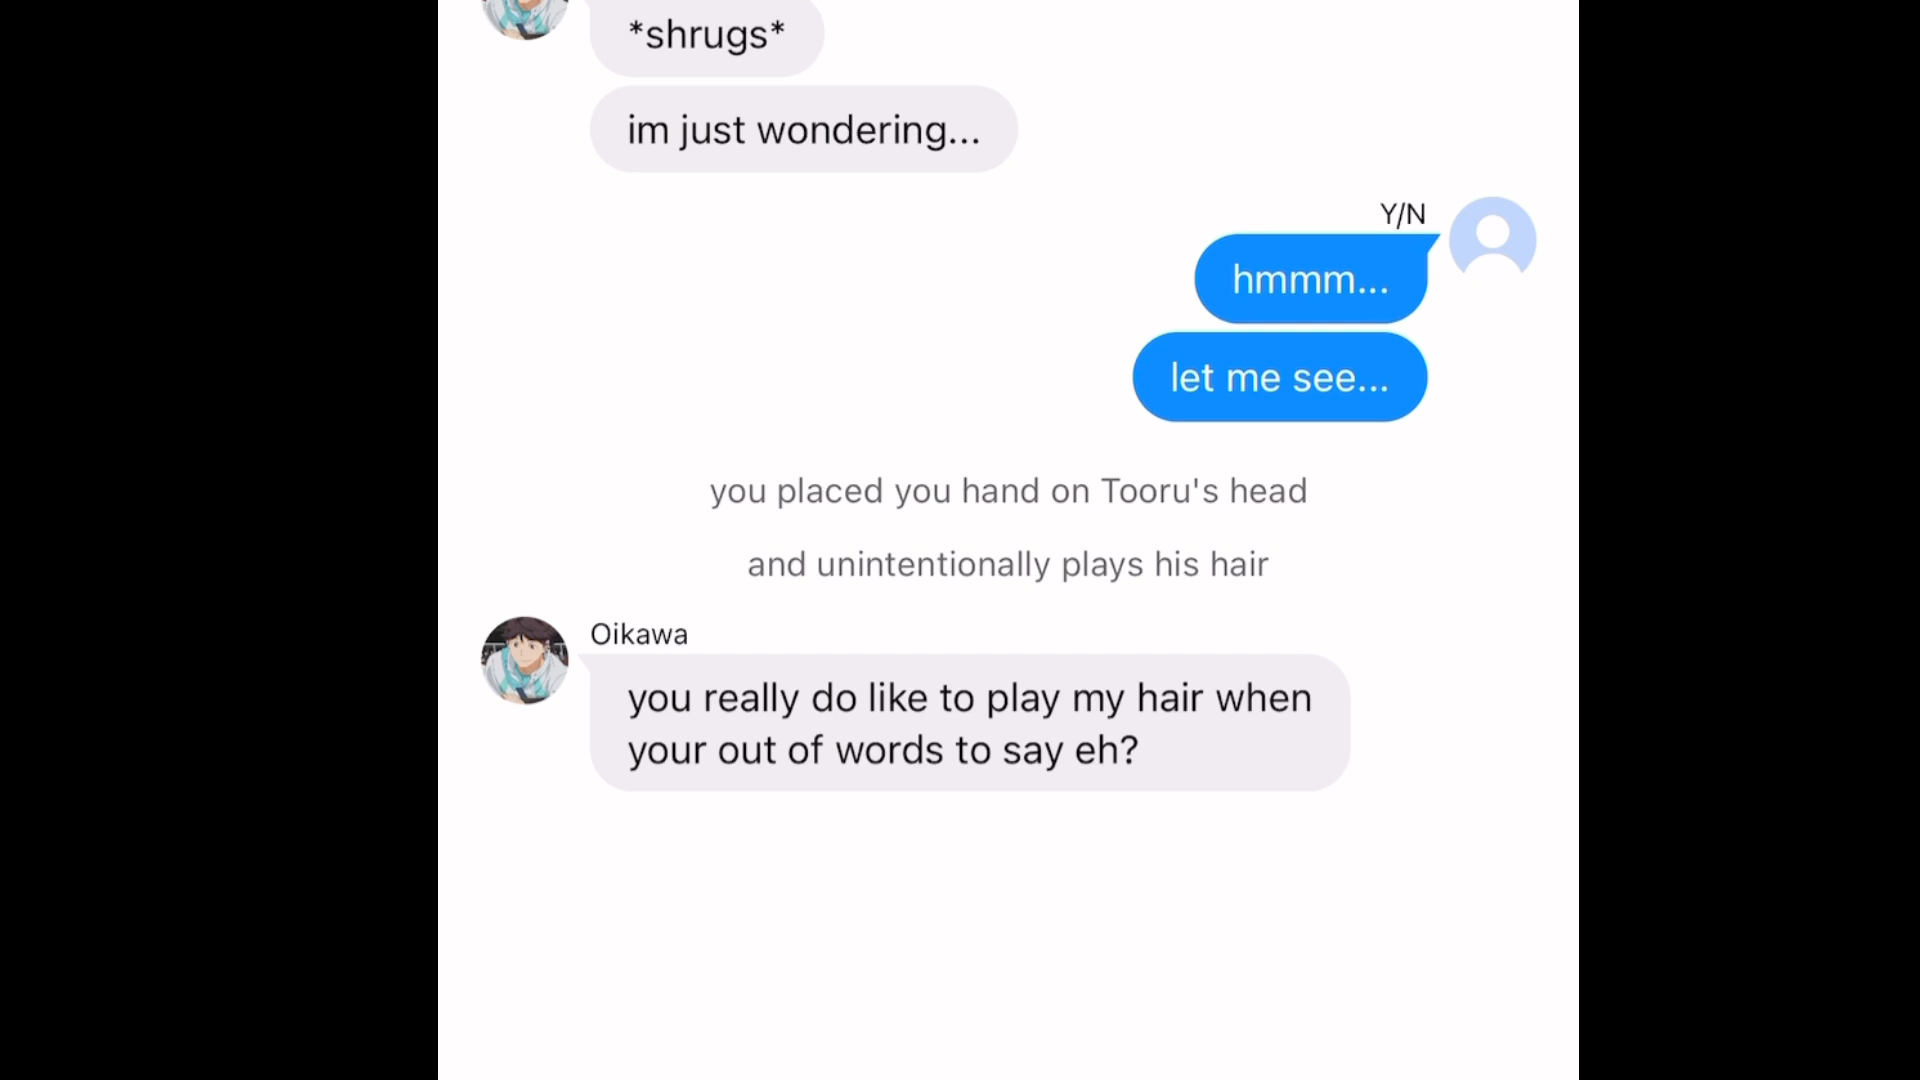 *shrugs*
im just wondering...
Y/N
hmmm...
let me see...
you placed you hand on Tooru's head
and unintentionally plays his hair
Oikawa
you really do like to play my hair when
your out of words to say eh?